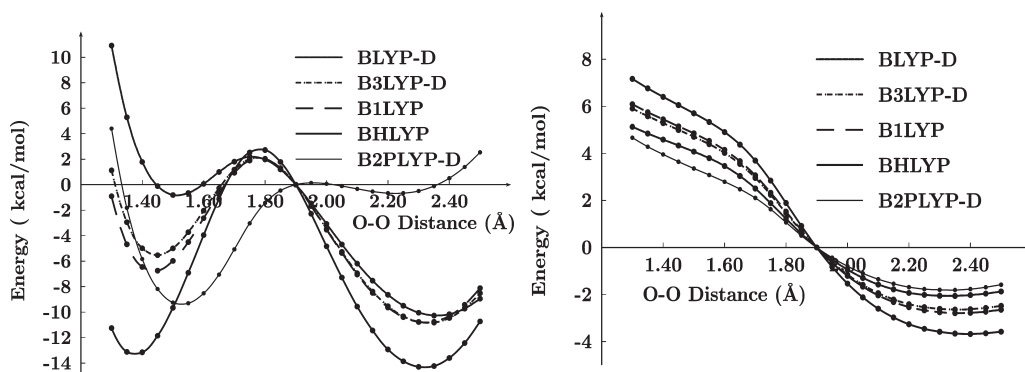 10
8
6
4
2
0
-2
-4
-6
-8
-10
-12
-14
Energy ( kcal/mol)
1.40 1.60 1.80 2.00 2.20 2.40
O-O Distance (Å)
BLYP-D
B3LYP-D
B1LYP
BHLYP
B2PLYP-D
8
6
4
2
0
-2
-4
Energy ( kcal/mol)
1.40 1.60 1.80 2.00 2.20 2.40
O-O Distance (Å)
BLYP-D
B3LYP-D
B1LYP
BHLYP
B2PLYP-D